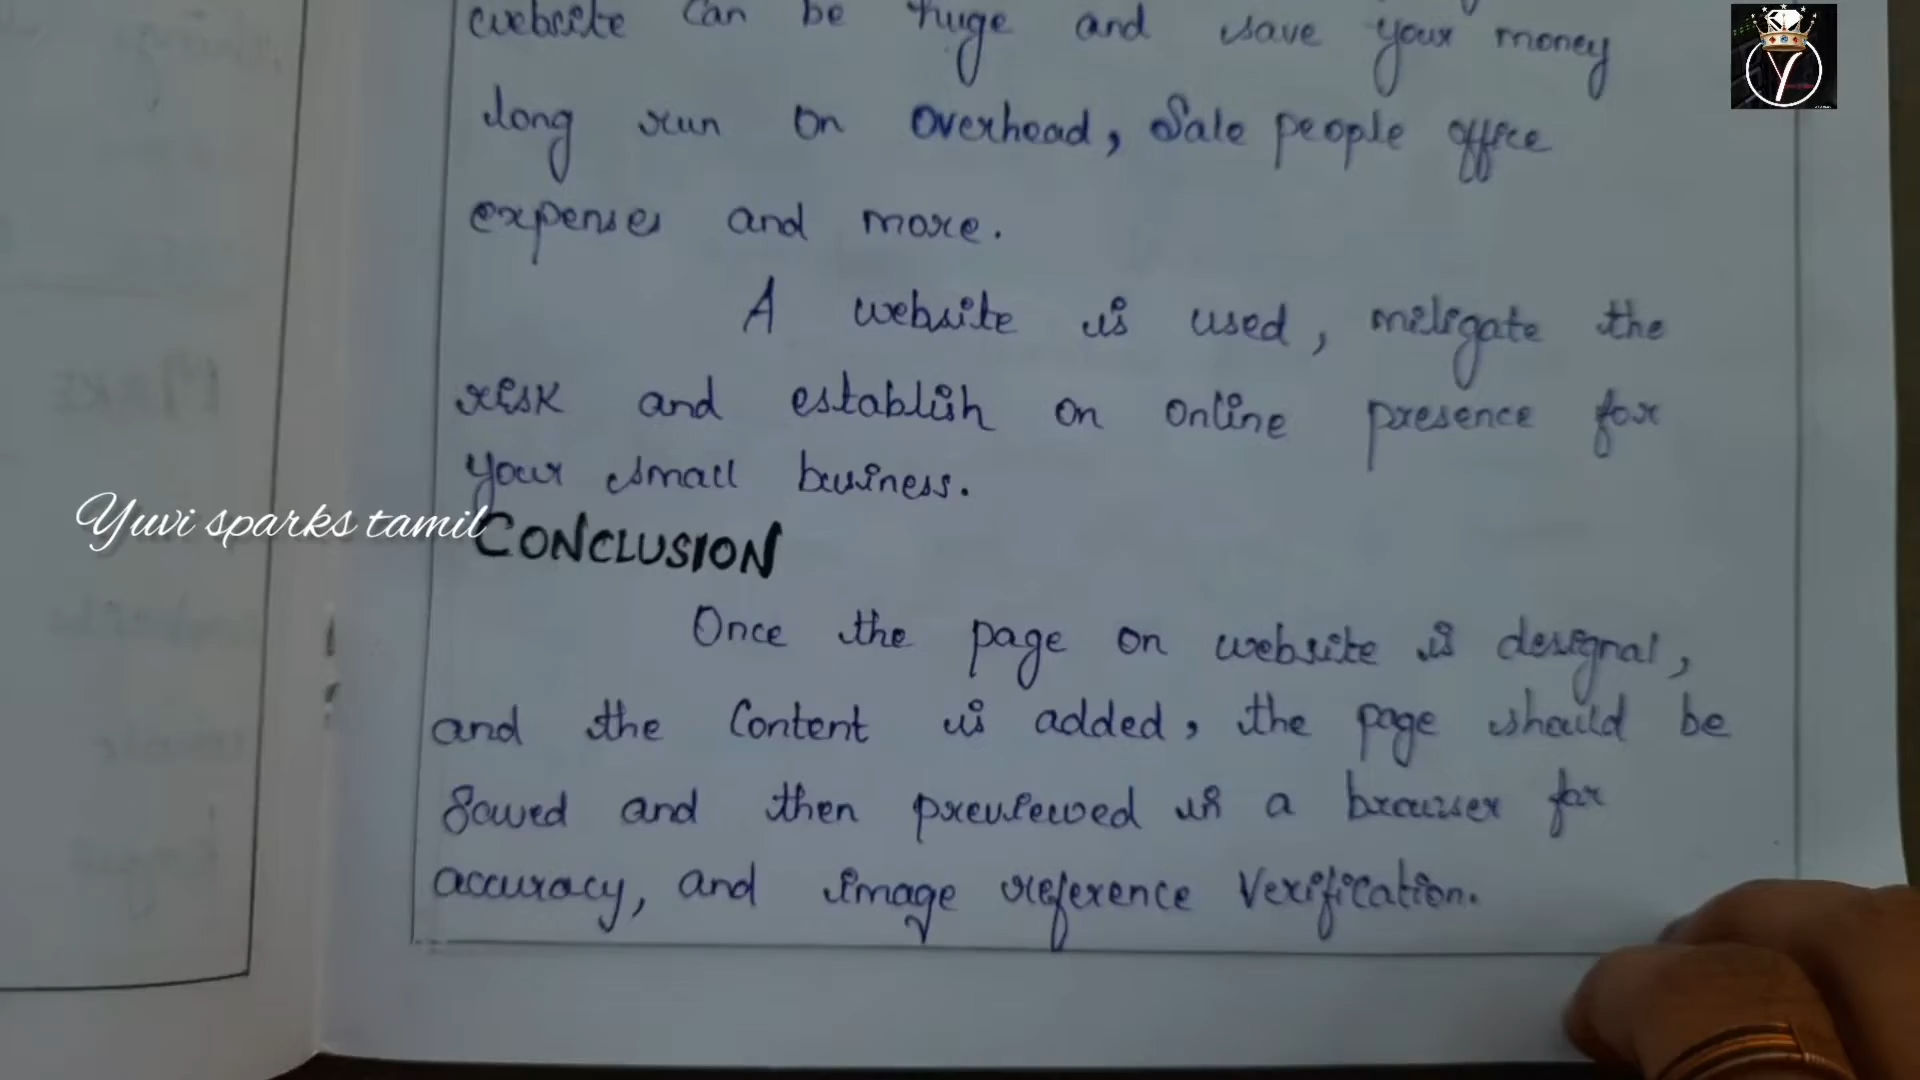 website can be huge and save your money
long run on overhead, Sale people office
expenses and more.
A website is used, mitigate the
risk and establish on online presence for
your small business.
Yuvi sparks tamil
CONCLUSION
Once the page on website is designal,
and the Content is added, the page should be
Saved and then previewed in a browser for
accuracy, and image reference Verification.